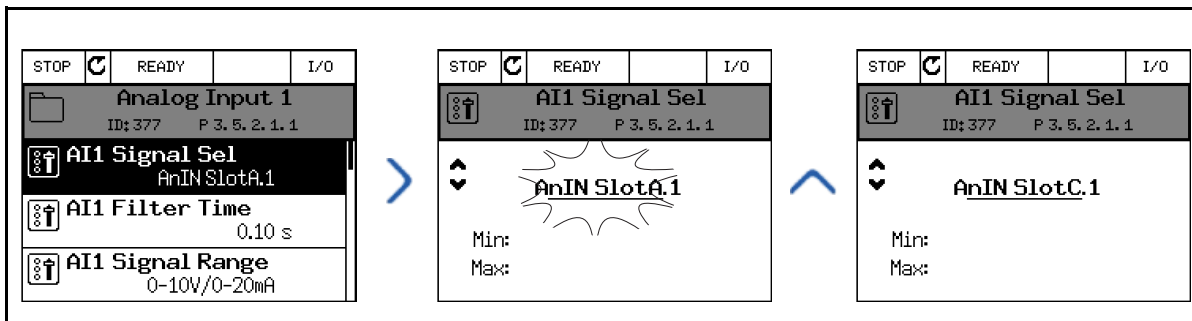 STOP READY I/O
Analog Input 1
ID:377 P3.5.2.1.1
AI1 Signal Sel
AnIN SlotA.1
AI1 Filter Time
0.10 s
AI1 Signal Range
0-10V/0-20mA
STOP READY I/O
AI1 Signal Sel
ID:377 P3.5.2.1.1
AnIN SlotA.1
Min:
Max:
STOP READY I/O
AI1 Signal Sel
ID:377 P3.5.2.1.1
AnIN SlotC.1
Min:
Max: